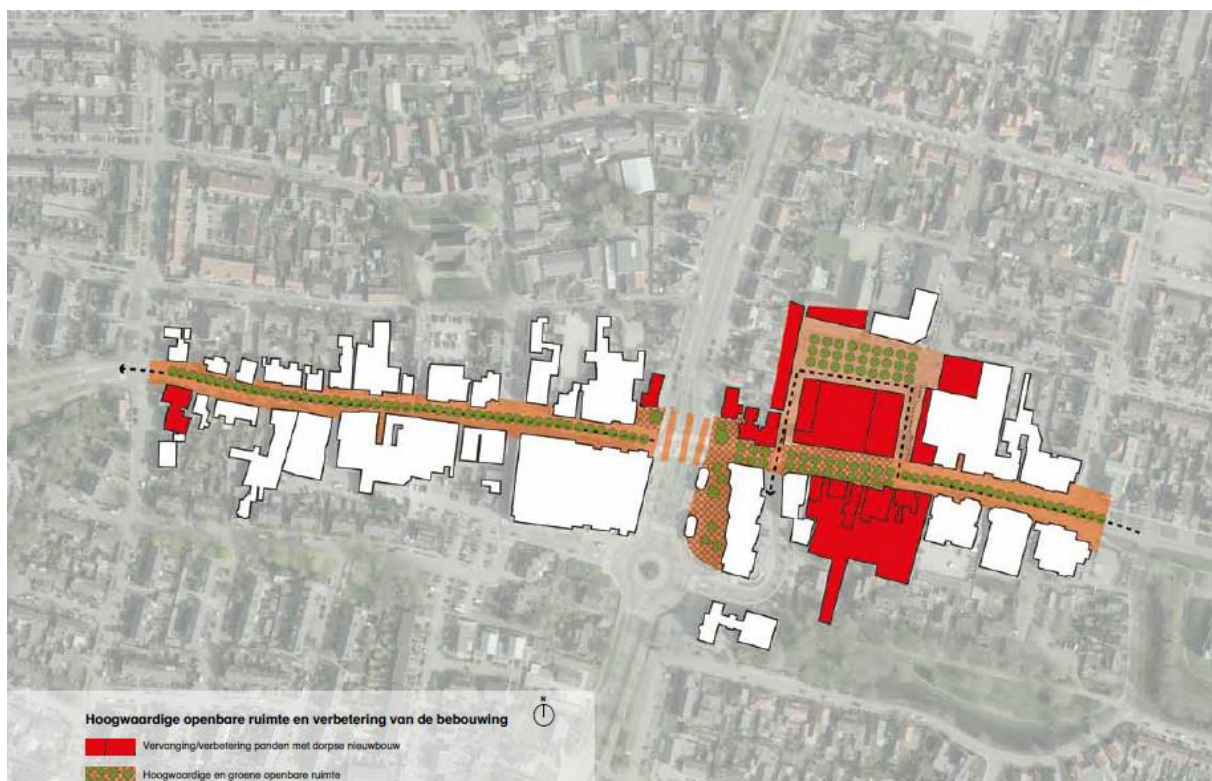 Hoogwaardige openbare ruimte en verbetering van de bebouwing
N
Vervanging/verbetering panden met dorpse nieuwbouw
Hoogwaardige en groene openbare ruimte